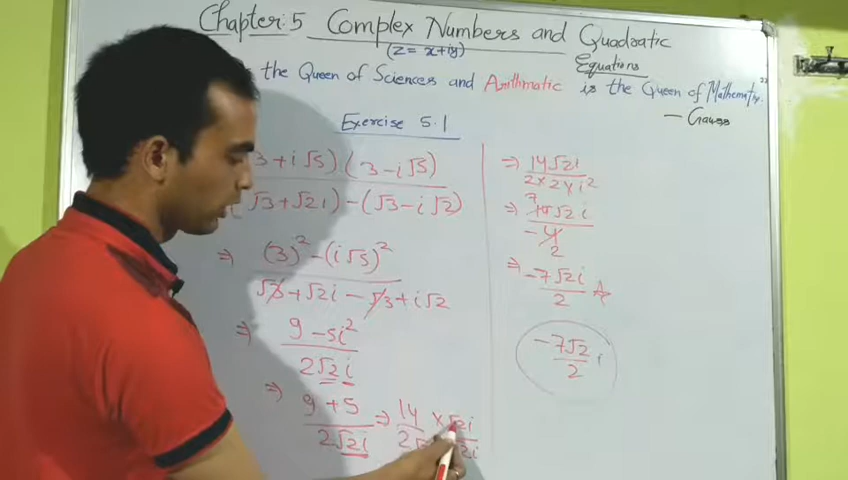 Chapter: 5 Complex Numbers and Quadratic
(z = x+iy) Equations
the Queen of Sciences and Arithmatic is the Queen of Mathematics"
— Gauss
Exercise 5.1
3 + i√5) (3 - i√5)
√3 + √2i) - (√3 - i√2)
⇒ (3)² - (i√5)²
√3 + √2i - √3 + i√2
⇒ 9 - 5i²
2√2 i
⇒ 9 + 5 ⇒ 14 × √2i
2√2i 2√ √2i
⇒ 14√2i
2×2×i²
⇒ 7 √2i
-4
2
⇒ -7√2i
2
-7√2 i
2